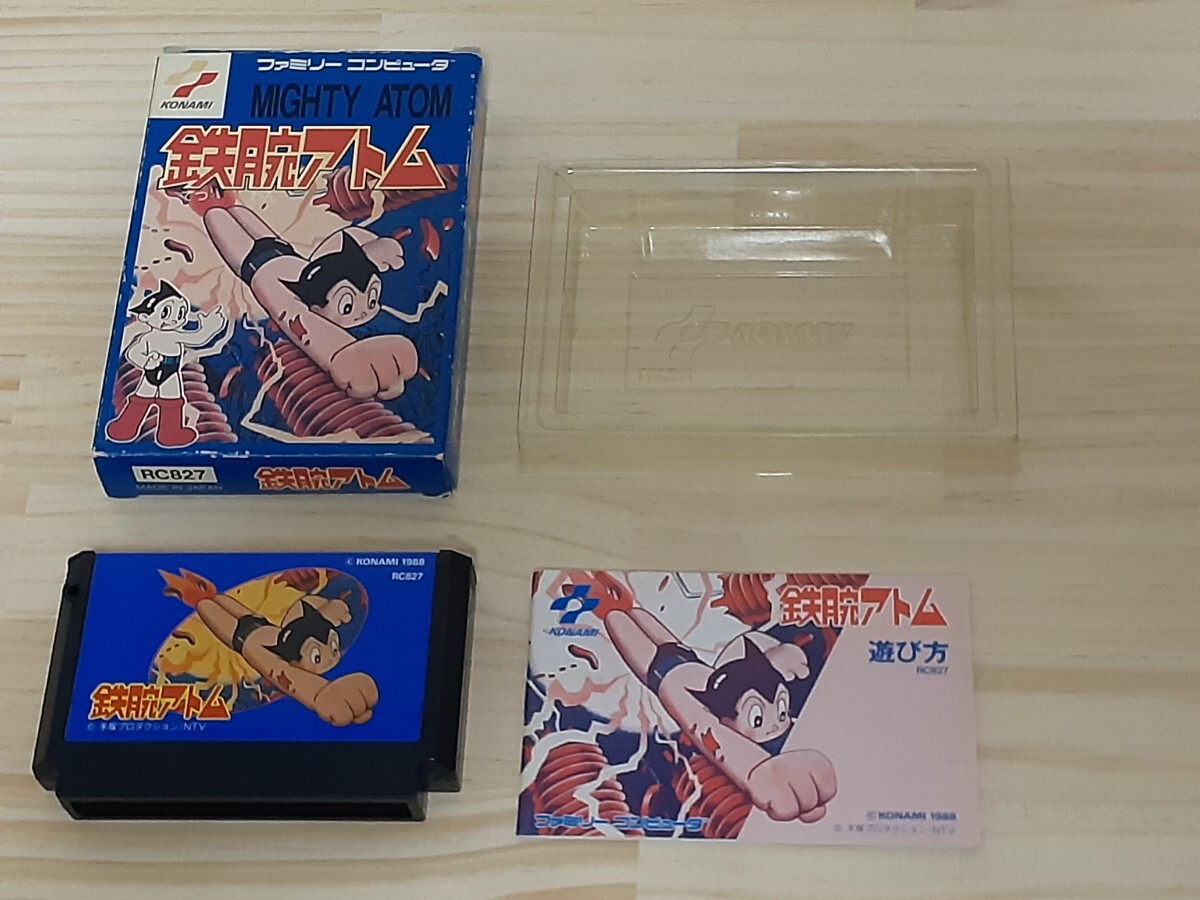 ファミリー コンピュータ™
KONAMI
MIGHTY ATOM
鉄腕アトム
RC827
MADE IN JAPAN
鉄腕アトム
KONAMI
© KONAMI 1988
RC827
鉄腕アトム
© 手塚プロダクション・NTV
KONAMI
鉄腕アトム
遊び方
RC827
ファミリー コンピュータ™
© KONAMI 1988
© 手塚プロダクション・NTV